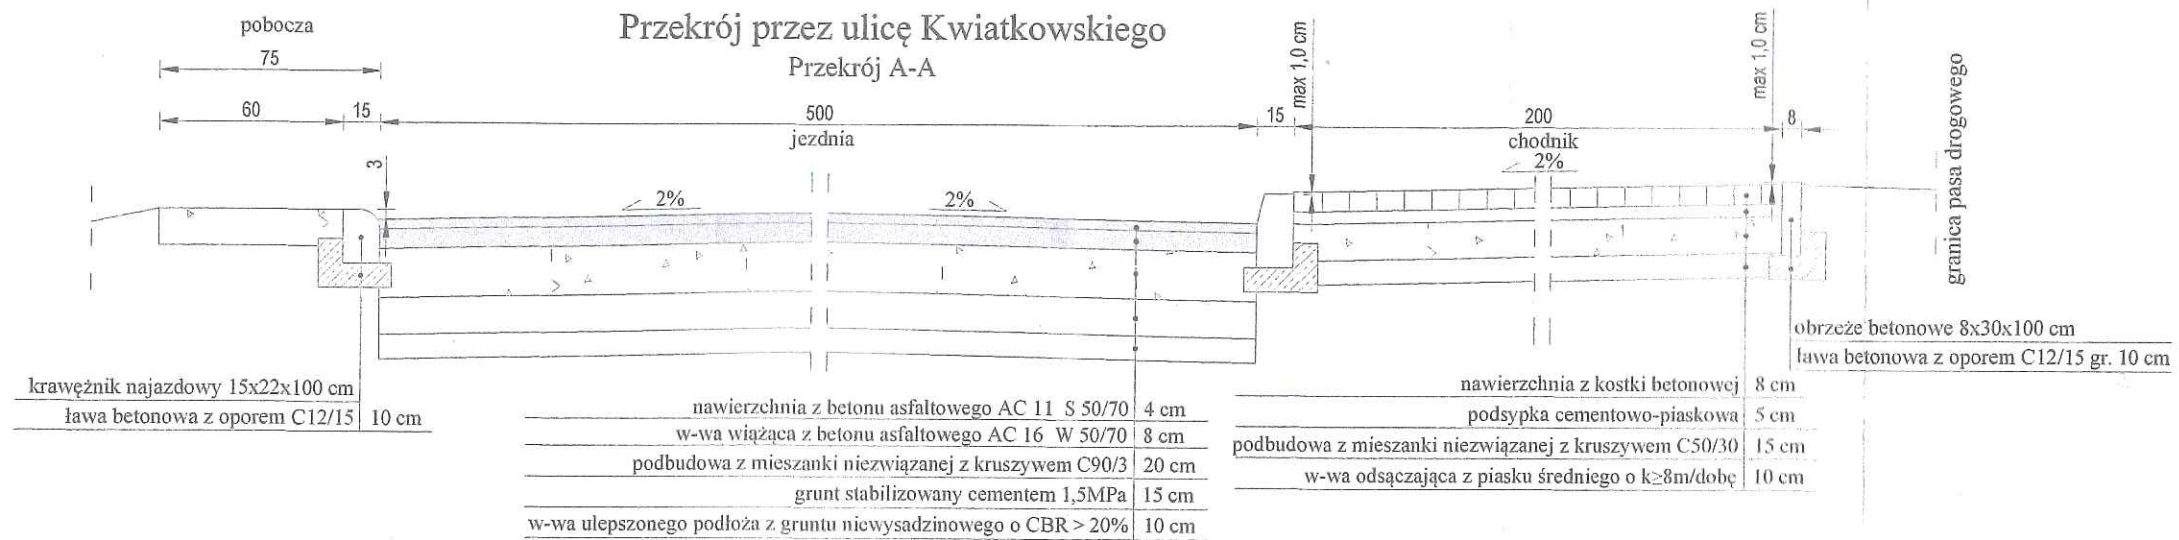 Przekrój przez ulicę Kwiatkowskiego
Przekrój A-A
pobocza
75
60
15
500
jezdnia
15
max 1,0 cm
200
chodnik
max 1,0 cm
8
granica pasa drogowego
3
2%
2%
2%
krawężnik najazdowy 15x22x100 cm
ława betonowa z oporem C12/15 10 cm
nawierzchnia z betonu asfaltowego AC 11 S 50/70 4 cm
w-wa wiążąca z betonu asfaltowego AC 16 W 50/70 8 cm
podbudowa z mieszanki niezwiązanej z kruszywem C90/3 20 cm
grunt stabilizowany cementem 1,5MPa 15 cm
w-wa ulepszonego podłoża z gruntu niewysadzinowego o CBR > 20% 10 cm
obrzeże betonowe 8x30x100 cm
ława betonowa z oporem C12/15 gr. 10 cm
nawierzchnia z kostki betonowej 8 cm
podsypka cementowo-piaskowa 5 cm
podbudowa z mieszanki niezwiązanej z kruszywem C50/30 15 cm
w-wa odsączająca z piasku średniego o k≥8m/dobę 10 cm